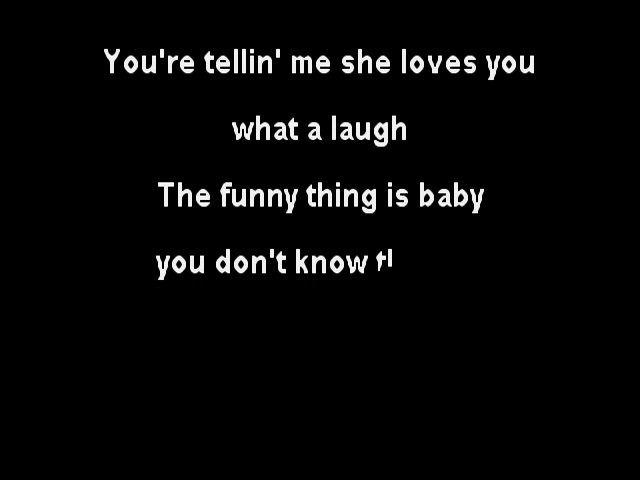 You're tellin' me she loves you
what a laugh
The funny thing is baby
you don't know